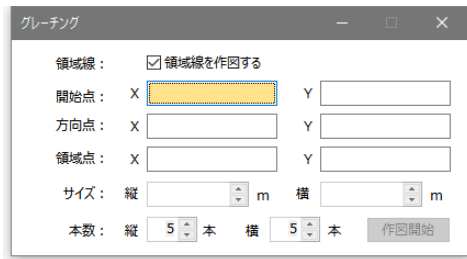 グレーチング
領域線： 領域線を作図する
開始点： X Y
方向点： X Y
領域点： X Y
サイズ： 縦 m 横 m
本数： 縦 5 本 横 5 本 作図開始